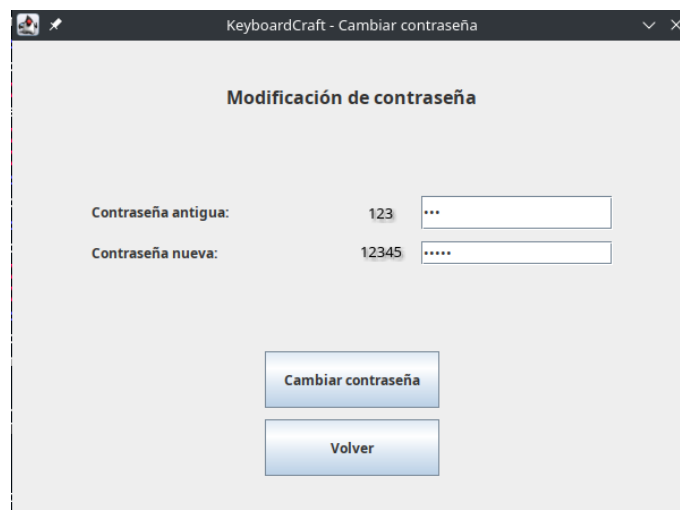 KeyboardCraft - Cambiar contraseña
Modificación de contraseña
Contraseña antigua: 123 •••
Contraseña nueva: 12345 •••••
Cambiar contraseña
Volver